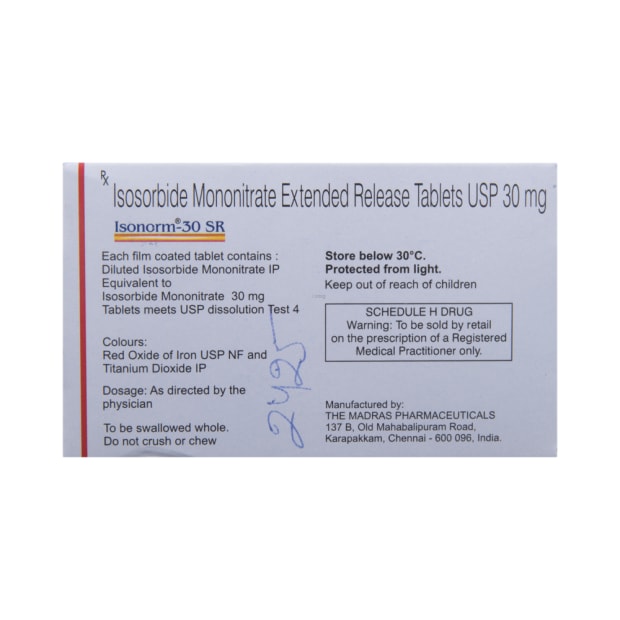 Rx
Isosorbide Mononitrate Extended Release Tablets USP 30 mg
Isonorm®-30 SR
Each film coated tablet contains :
Diluted Isosorbide Mononitrate IP
Equivalent to
Isosorbide Mononitrate 30 mg
Tablets meets USP dissolution Test 4
Colours:
Red Oxide of Iron USP NF and
Titanium Dioxide IP
Dosage: As directed by the
physician
To be swallowed whole.
Do not crush or chew
2425
Store below 30°C.
Protected from light.
Keep out of reach of children
SCHEDULE H DRUG
Warning: To be sold by retail
on the prescription of a Registered
Medical Practitioner only.
Manufactured by:
THE MADRAS PHARMACEUTICALS
137 B, Old Mahabalipuram Road,
Karapakkam, Chennai - 600 096, India.